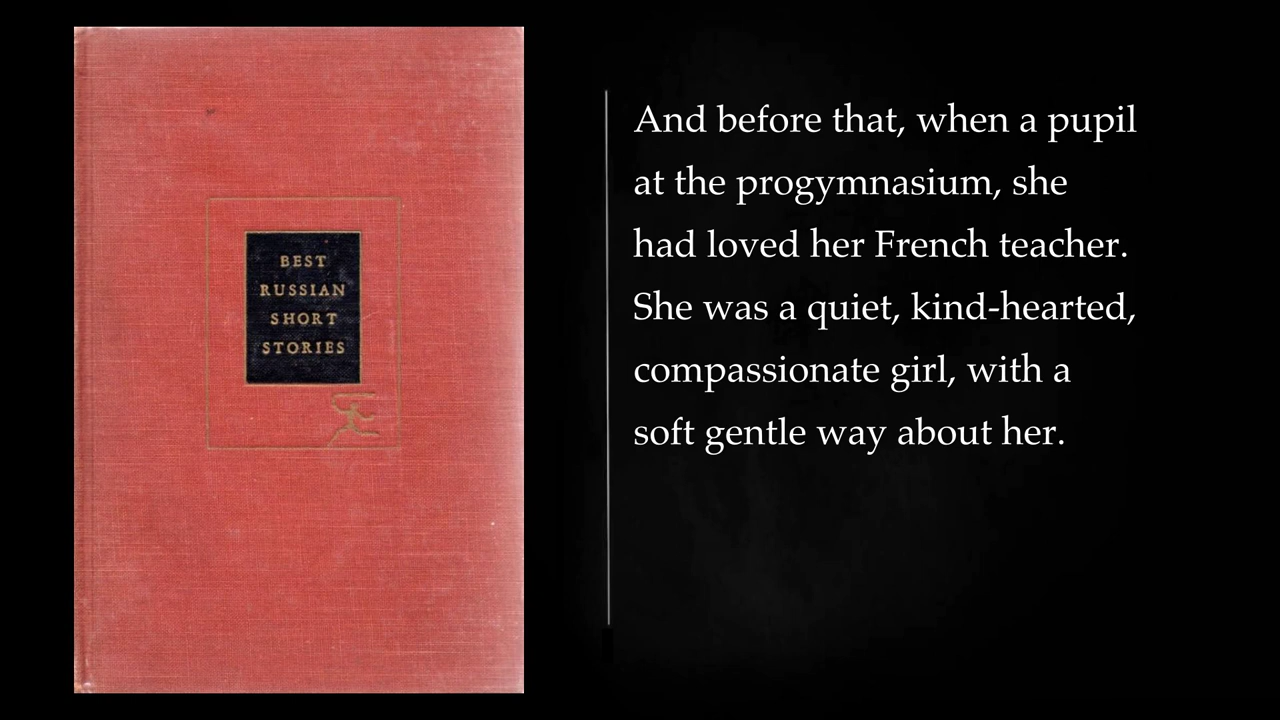 BEST
RUSSIAN
SHORT
STORIES
And before that, when a pupil
at the progymnasium, she
had loved her French teacher.
She was a quiet, kind-hearted,
compassionate girl, with a
soft gentle way about her.